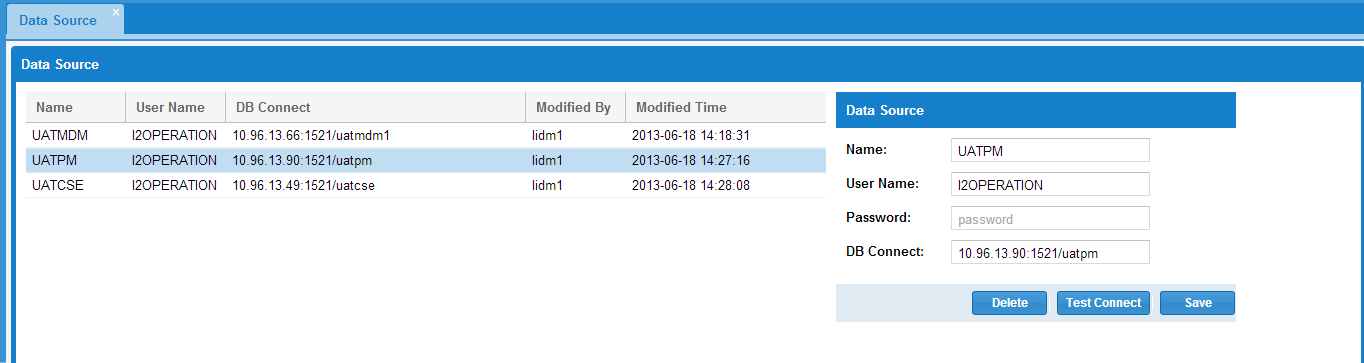 Data Source ×
Data Source
Name User Name DB Connect Modified By Modified Time
UATMDM I2OPERATION 10.96.13.66:1521/uatmdm1 lidm1 2013-06-18 14:18:31
UATPM I2OPERATION 10.96.13.90:1521/uatpm lidm1 2013-06-18 14:27:16
UATCSE I2OPERATION 10.96.13.49:1521/uatcse lidm1 2013-06-18 14:28:08
Data Source
Name: UATPM
User Name: I2OPERATION
Password: password
DB Connect: 10.96.13.90:1521/uatpm
Delete Test Connect Save